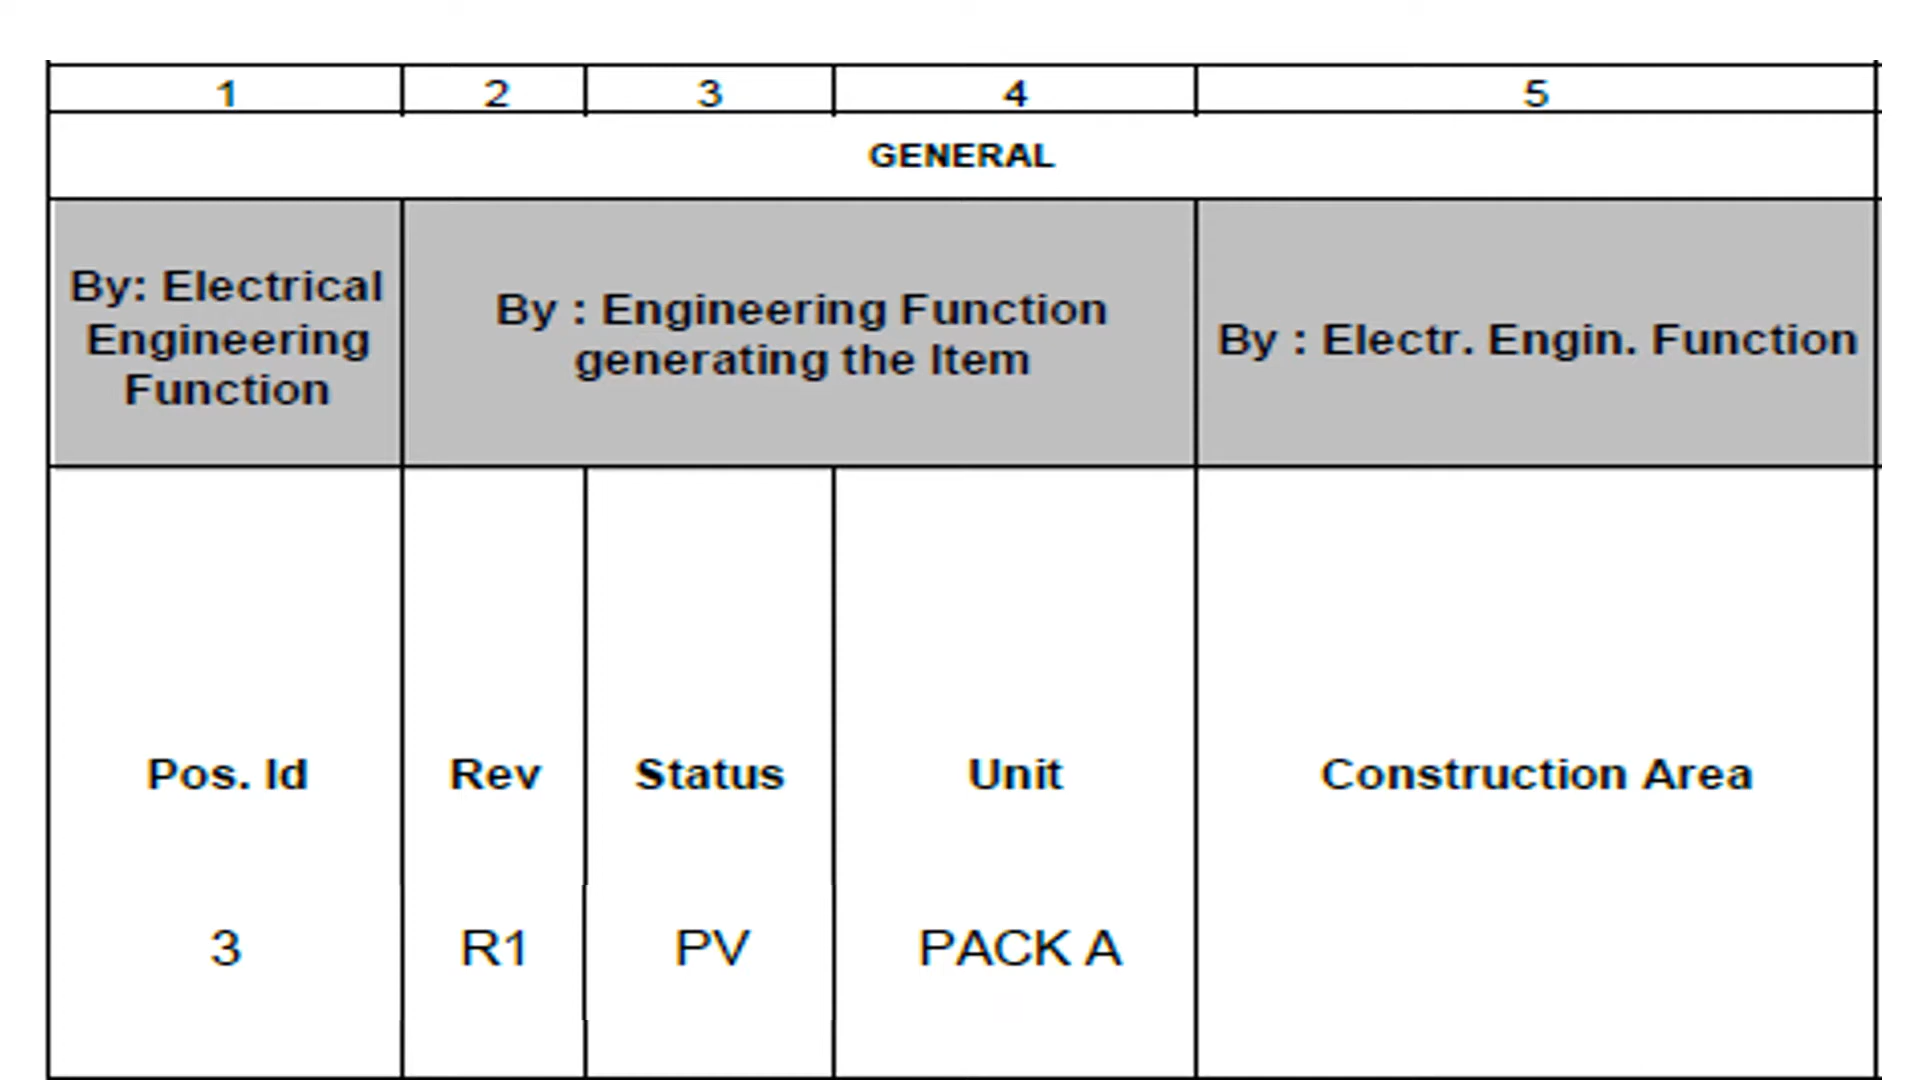 1 2 3 4 5
GENERAL
By: Electrical
Engineering
Function
By : Engineering Function
generating the Item
By : Electr. Engin. Function
Pos. Id Rev Status Unit Construction Area
3 R1 PV PACK A